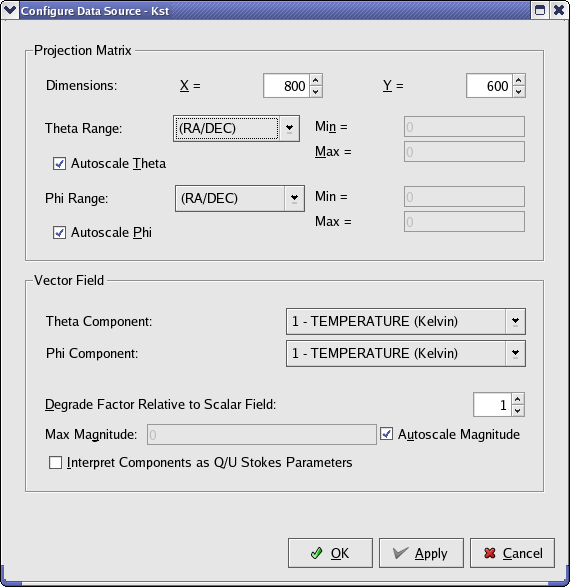 Configure Data Source - Kst
Projection Matrix
Dimensions: X = 800 Y = 600
Theta Range: (RA/DEC) Min = 0
Max = 0
Autoscale Theta
Phi Range: (RA/DEC) Min = 0
Max = 0
Autoscale Phi
Vector Field
Theta Component: 1 - TEMPERATURE (Kelvin)
Phi Component: 1 - TEMPERATURE (Kelvin)
Degrade Factor Relative to Scalar Field: 1
Max Magnitude: 0 Autoscale Magnitude
Interpret Components as Q/U Stokes Parameters
OK Apply Cancel